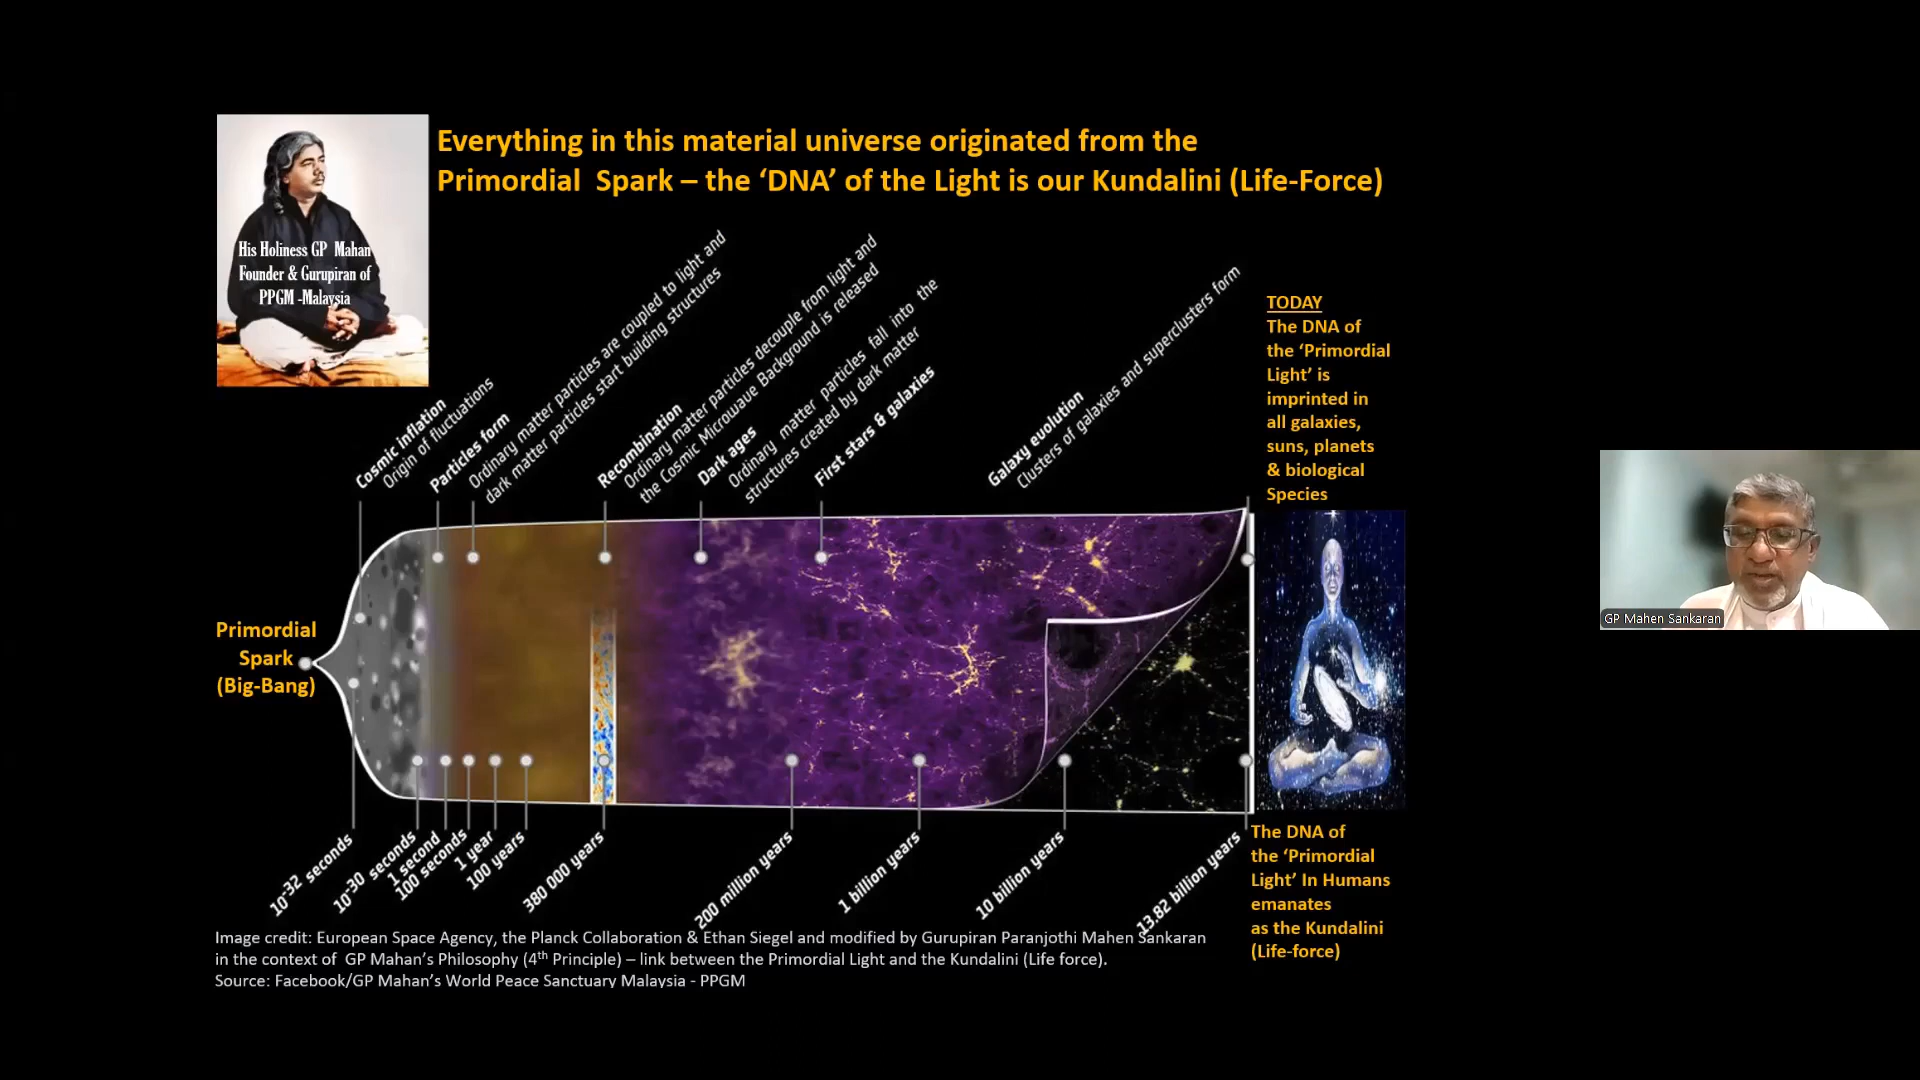 Everything in this material universe originated from the
Primordial Spark – the ‘DNA’ of the Light is our Kundalini (Life-Force)
His Holiness GP Mahan
Founder & Gurupiran of
PPGM -Malaysia
Cosmic inflation
Origin of fluctuations
Particles form
Ordinary matter particles are coupled to light and
dark matter particles start building structures
Recombination
Ordinary matter particles decouple from light and
the Cosmic Microwave Background is released
Dark ages
Ordinary matter particles fall into the
structures created by dark matter
First stars & galaxies
Galaxy evolution
Clusters of galaxies and superclusters form
TODAY
The DNA of
the ‘Primordial
Light’ is
imprinted in
all galaxies,
suns, planets
& biological
Species
Primordial
Spark
(Big-Bang)
GP Mahen Sankaran
10-32 seconds
10-30 seconds
1 second
100 seconds
1 year
100 years
380 000 years
200 million years
1 billion years
10 billion years
13.82 billion years
The DNA of
the ‘Primordial
Light’ In Humans
emanates
as the Kundalini
(Life-force)
Image credit: European Space Agency, the Planck Collaboration & Ethan Siegel and modified by Gurupiran Paranjothi Mahen Sankaran
in the context of GP Mahan’s Philosophy (4th Principle) – link between the Primordial Light and the Kundalini (Life force).
Source: Facebook/GP Mahan’s World Peace Sanctuary Malaysia - PPGM